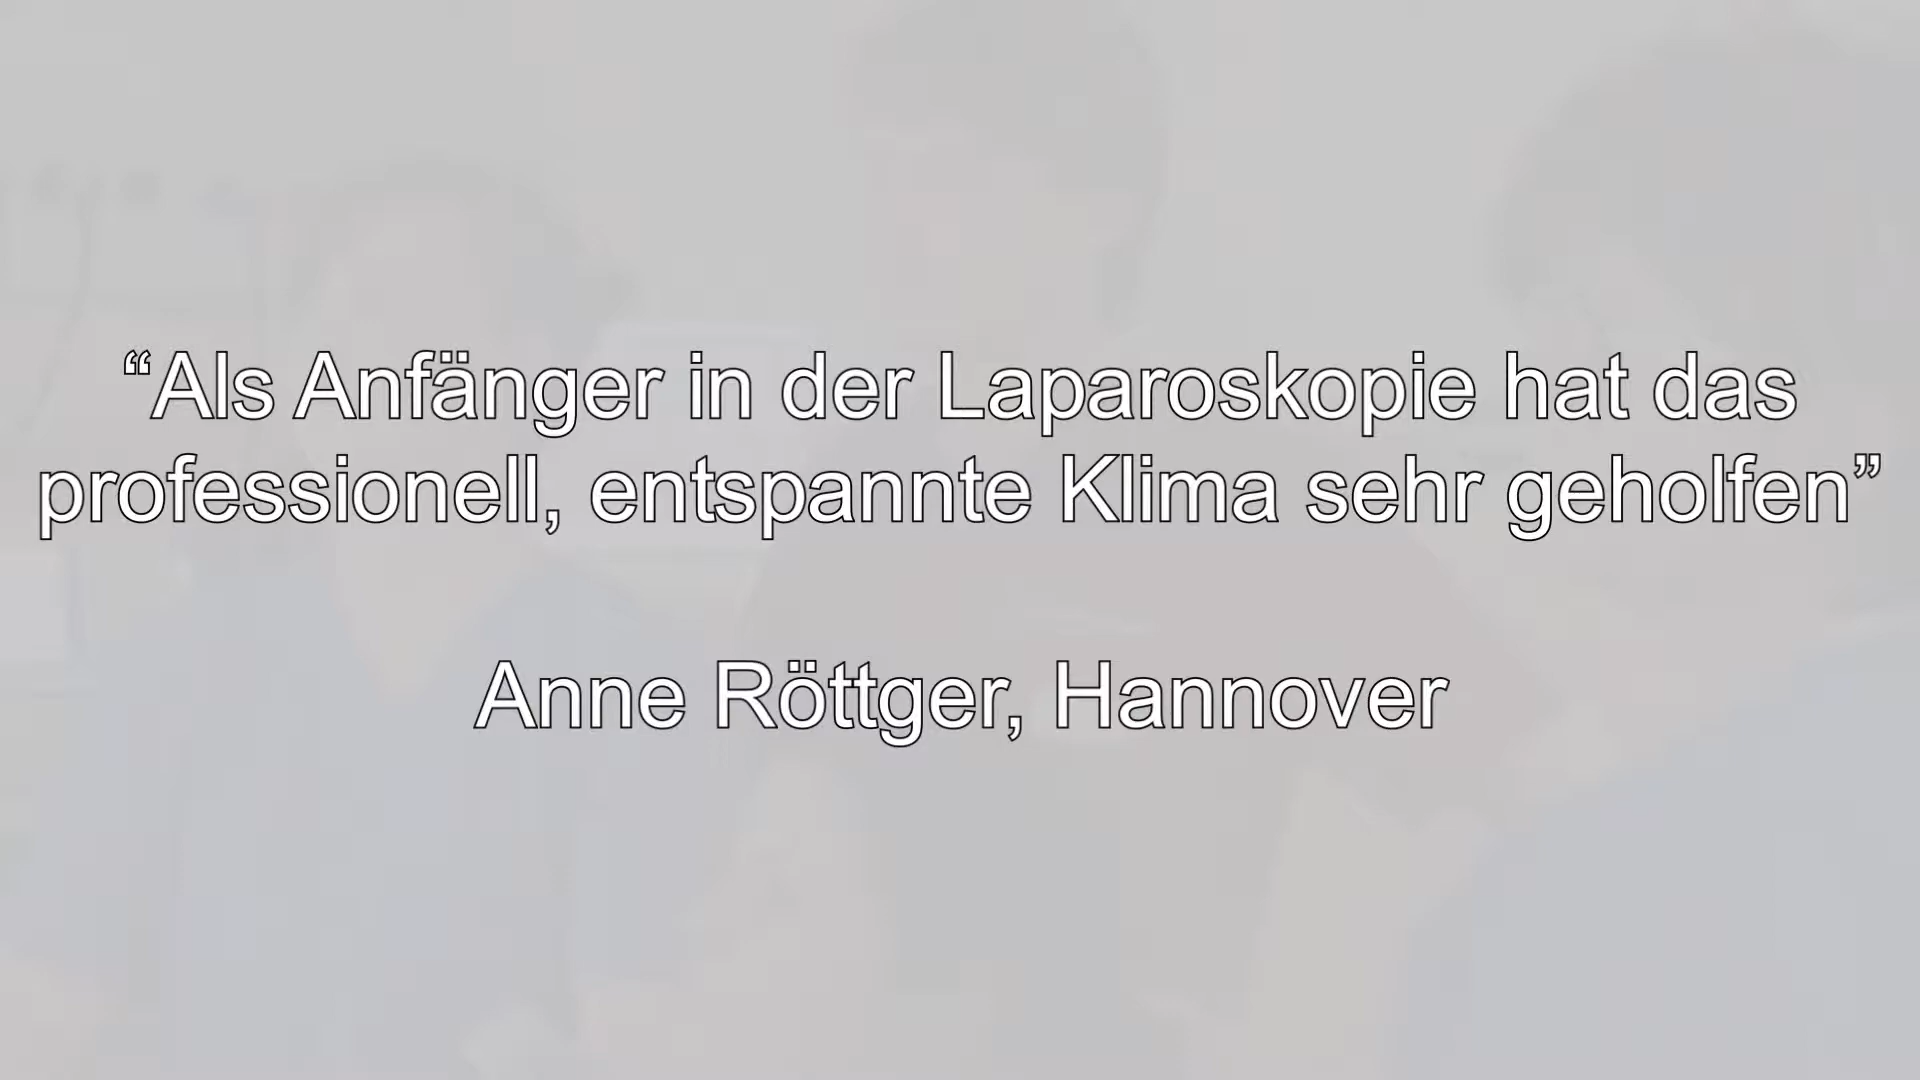 “Als Anfänger in der Laparoskopie hat das
professionell, entspannte Klima sehr geholfen”
Anne Röttger, Hannover